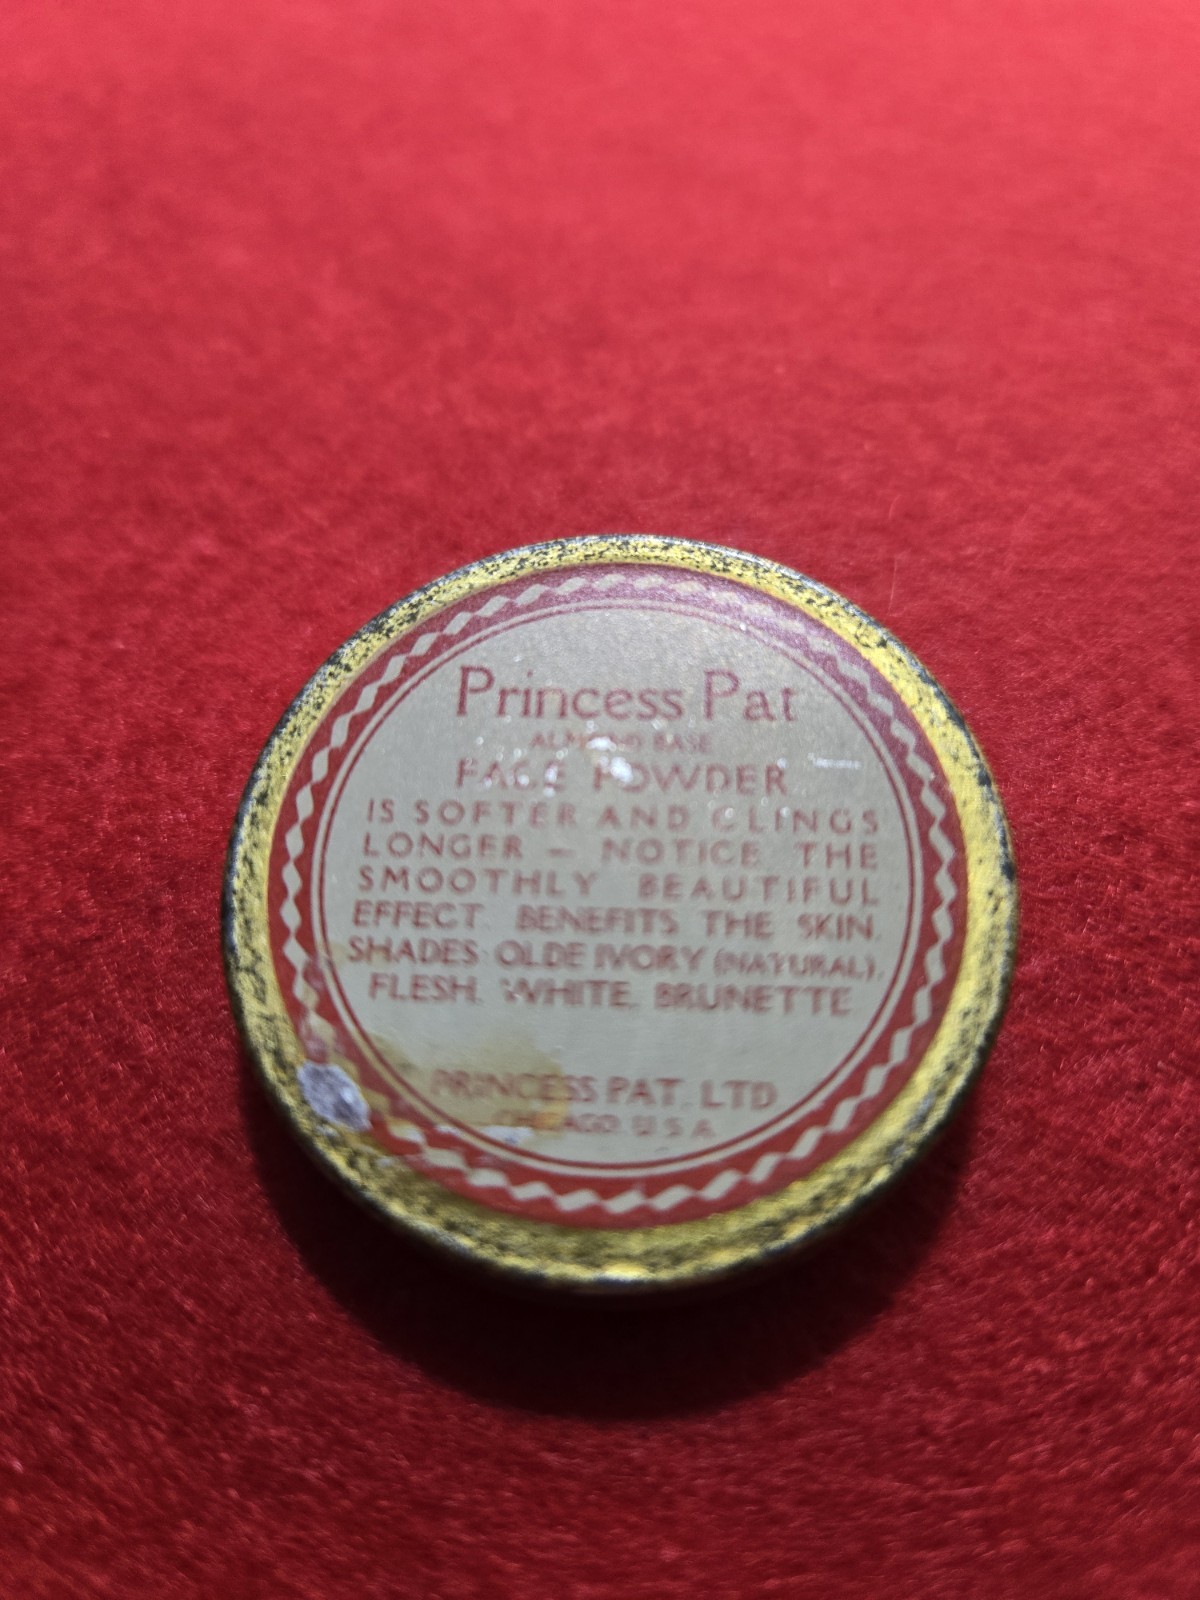 Princess Pat
ALMOND BASE
FACE POWDER
IS SOFTER AND CLINGS
LONGER – NOTICE THE
SMOOTHLY BEAUTIFUL
EFFECT. BENEFITS THE SKIN.
SHADES: OLDE IVORY (NATURAL),
FLESH, WHITE, BRUNETTE
PRINCESS PAT, LTD
CHICAGO, U.S.A.